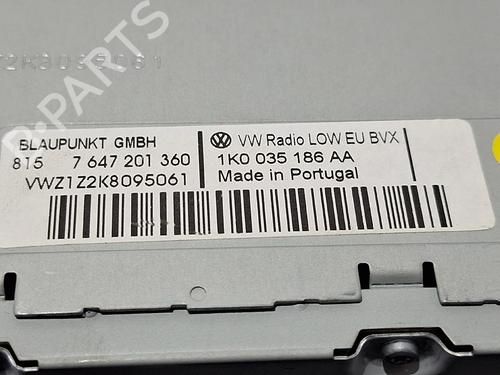 Z2K8095061
BLAUPUNKT GMBH
815 7 647 201 360
VWZ1Z2K8095061
VW Radio LOW EU BVX
1K0 035 186 AA
Made in Portugal